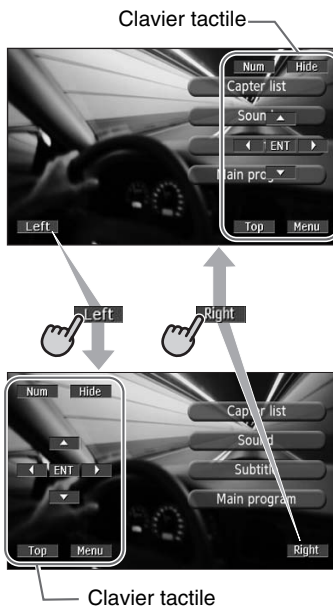 Clavier tactile
Num Hide
Capter list
Soun
ENT
Main prog
Left Top Menu
Left Right
Num Hide
Capter list
Sound
ENT Subtitl
Main program
Top Menu Right
Clavier tactile